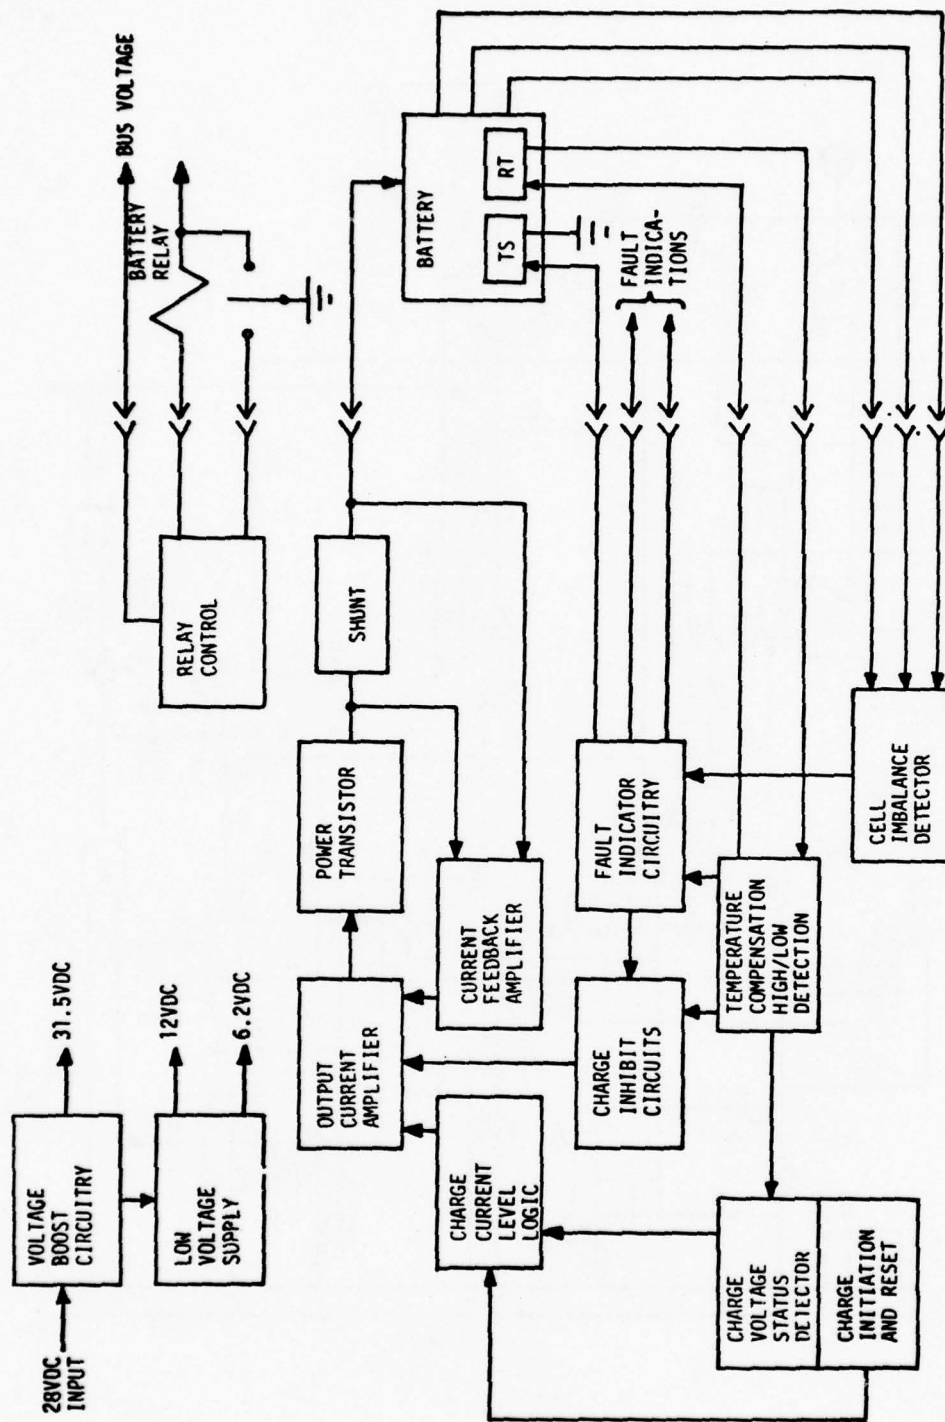 28VDC
INPUT
VOLTAGE
BOOST
CIRCUITRY
31.5VDC
LOW
VOLTAGE
SUPPLY
12VDC
6.2VDC
RELAY
CONTROL
BATTERY
RELAY
BUS VOLTAGE
OUTPUT
CURRENT
AMPLIFIER
POWER
TRANSISTOR
SHUNT
CHARGE
CURRENT
LEVEL
LOGIC
CURRENT
FEEDBACK
AMPLIFIER
BATTERY
TS
RT
CHARGE
INHIBIT
CIRCUITS
FAULT
INDICATOR
CIRCUITRY
FAULT
INDICA-
TIONS
CHARGE
VOLTAGE
STATUS
DETECTOR
CHARGE
INITIATION
AND RESET
TEMPERATURE
COMPENSATION
HIGH/LOW
DETECTION
CELL
IMBALANCE
DETECTOR